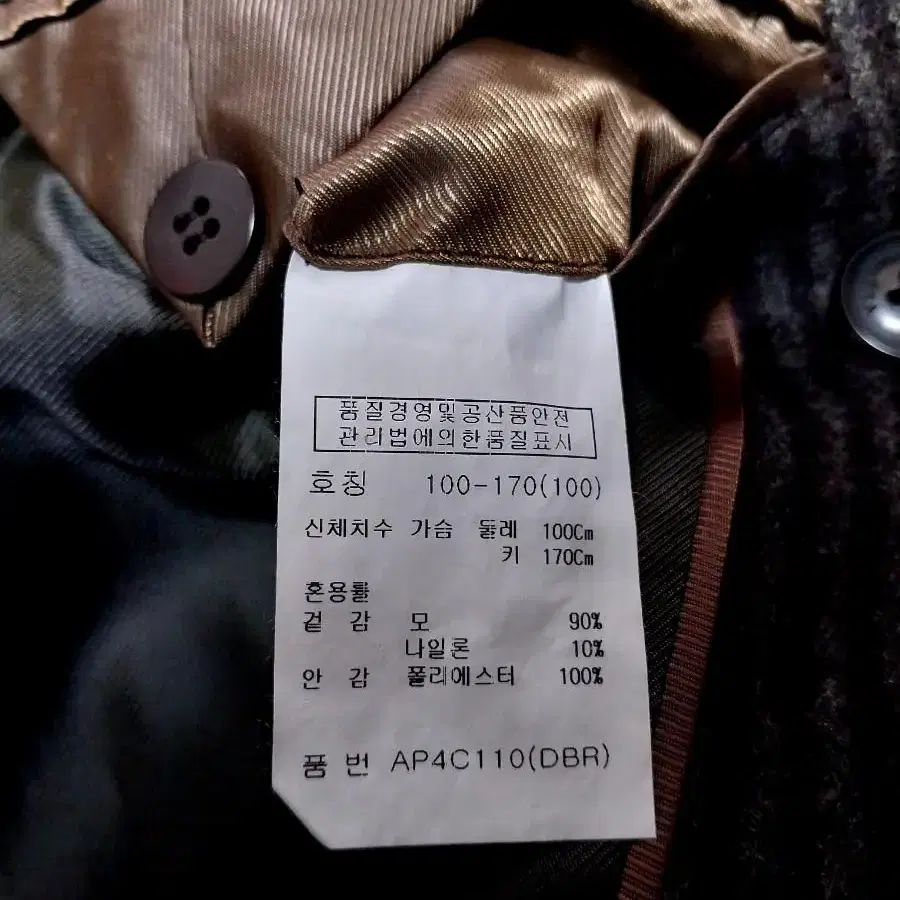 품질경영및공산품안전
관리법에의한품질표시
호칭 100-170(100)
신체치수 가슴 둘레 100Cm
키 170Cm
혼용률
겉 감 모 90%
나일론 10%
안 감 폴리에스터 100%
품 번 AP4C110(DBR)